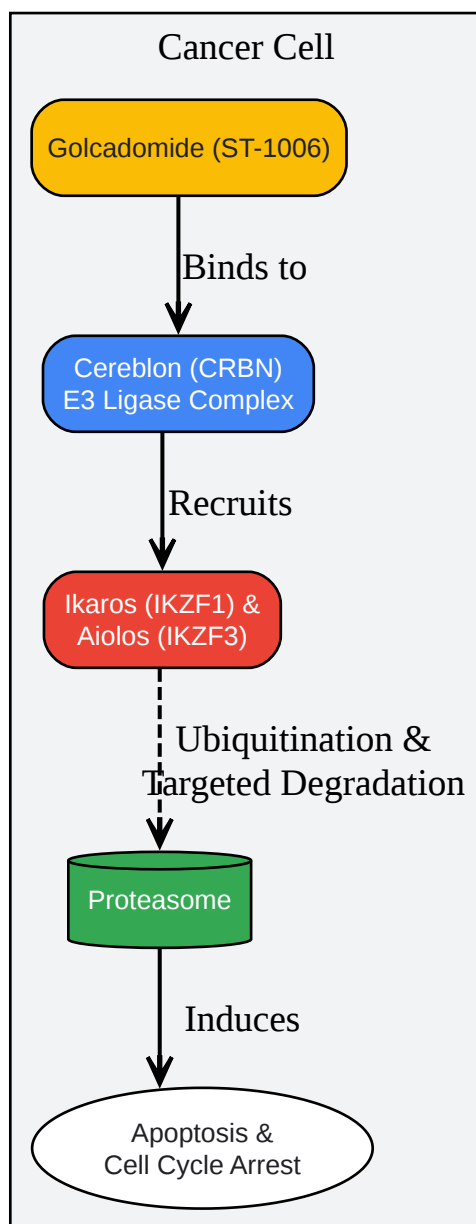 Cancer Cell
Golcadomide (ST-1006)
Binds to
Cereblon (CRBN)
E3 Ligase Complex
Recruits
Ikaros (IKZF1) &
Aiolos (IKZF3)
Ubiquitination &
Targeted Degradation
Proteasome
Induces
Apoptosis &
Cell Cycle Arrest